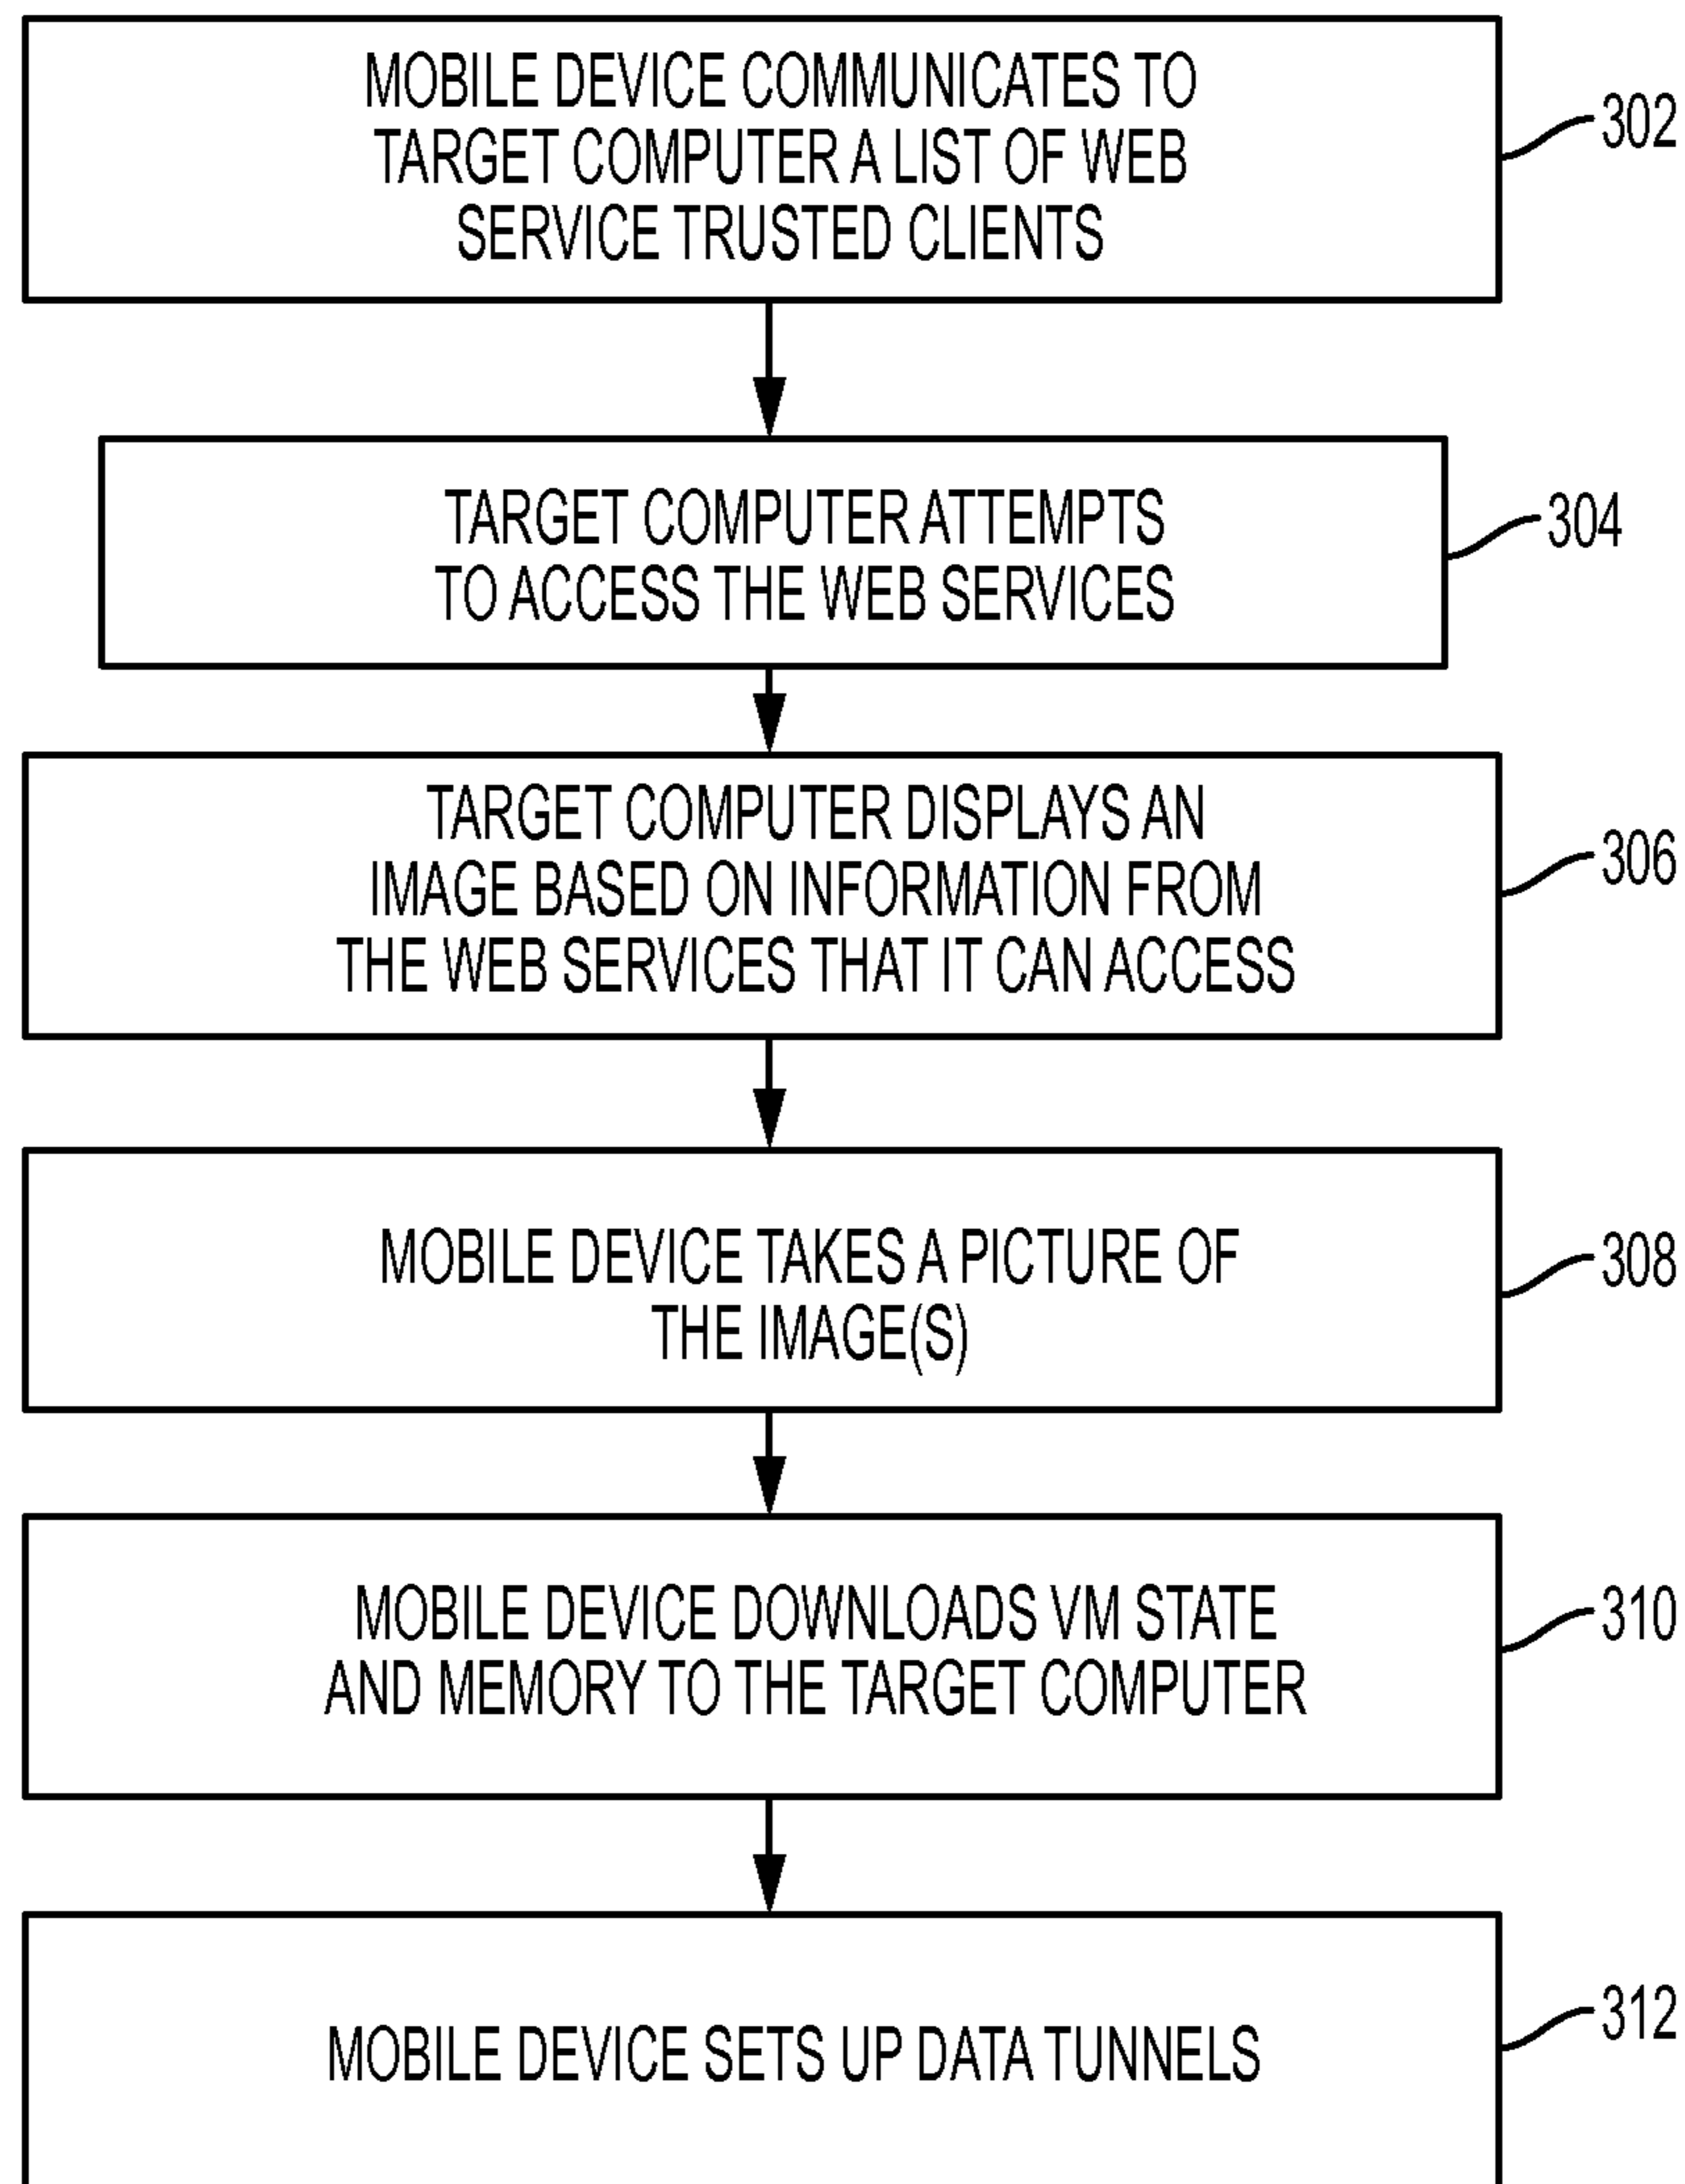 MOBILE DEVICE COMMUNICATES TO
TARGET COMPUTER A LIST OF WEB
SERVICE TRUSTED CLIENTS
302
TARGET COMPUTER ATTEMPTS
TO ACCESS THE WEB SERVICES
304
TARGET COMPUTER DISPLAYS AN
IMAGE BASED ON INFORMATION FROM
THE WEB SERVICES THAT IT CAN ACCESS
306
MOBILE DEVICE TAKES A PICTURE OF
THE IMAGE(S)
308
MOBILE DEVICE DOWNLOADS VM STATE
AND MEMORY TO THE TARGET COMPUTER
310
MOBILE DEVICE SETS UP DATA TUNNELS
312